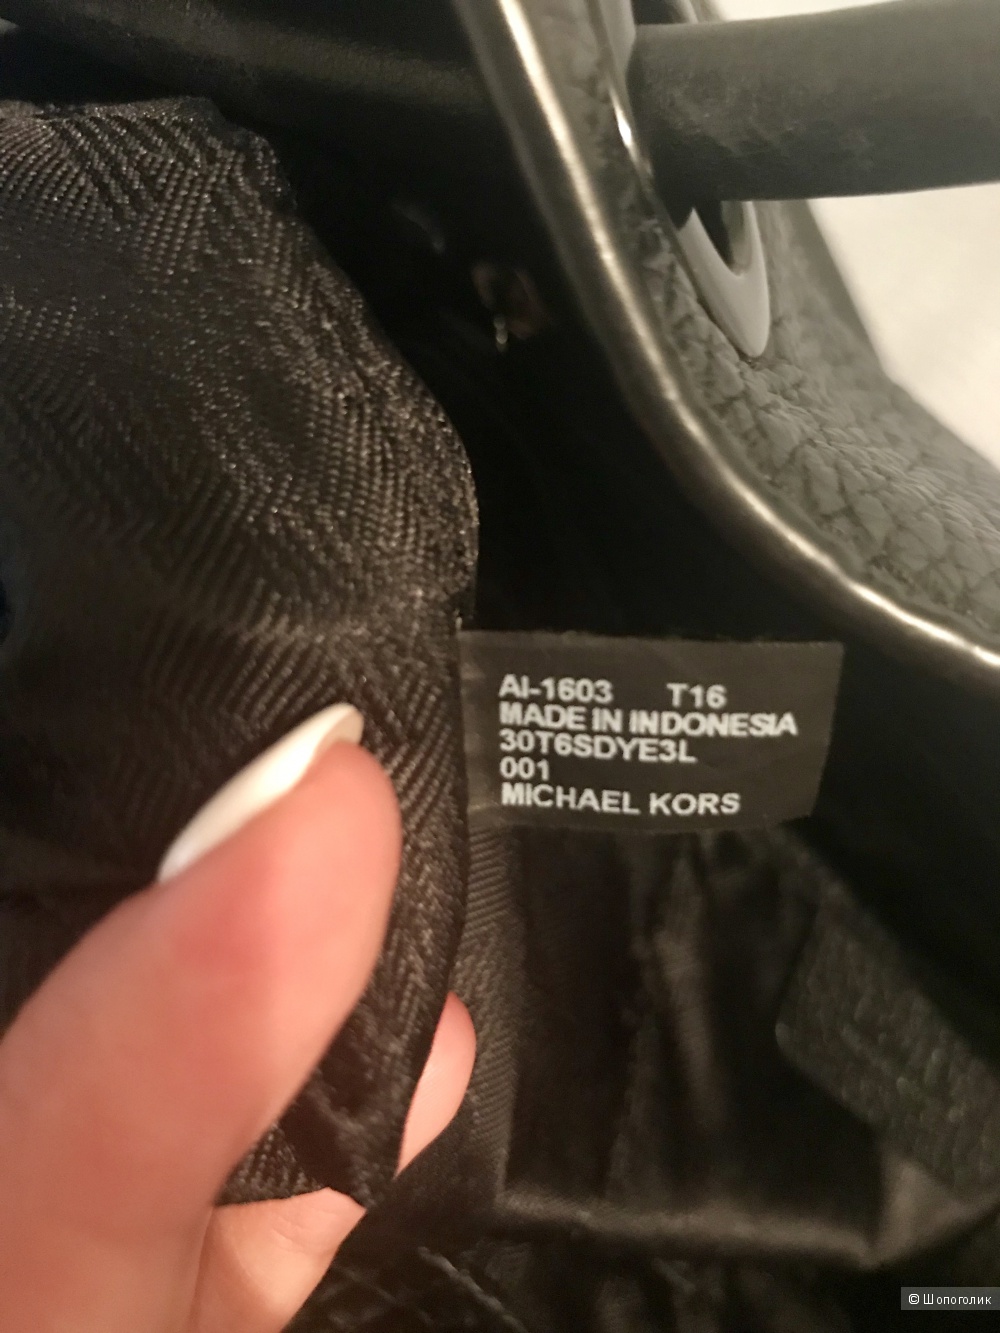 AI-1603 T16
MADE IN INDONESIA
30T6SDYE3L
001
MICHAEL KORS
© Шопоголик